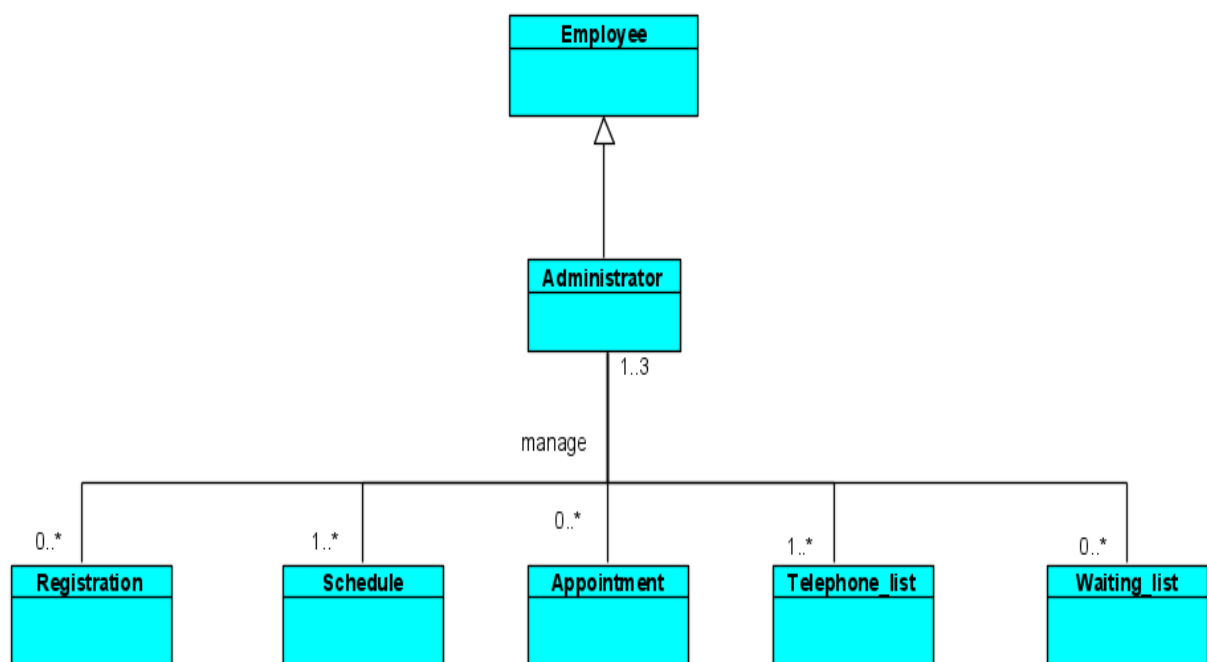 Employee
Administrator
1..3
manage
0..*
1..*
0..*
1..*
0..*
Registration
Schedule
Appointment
Telephone_list
Waiting_list